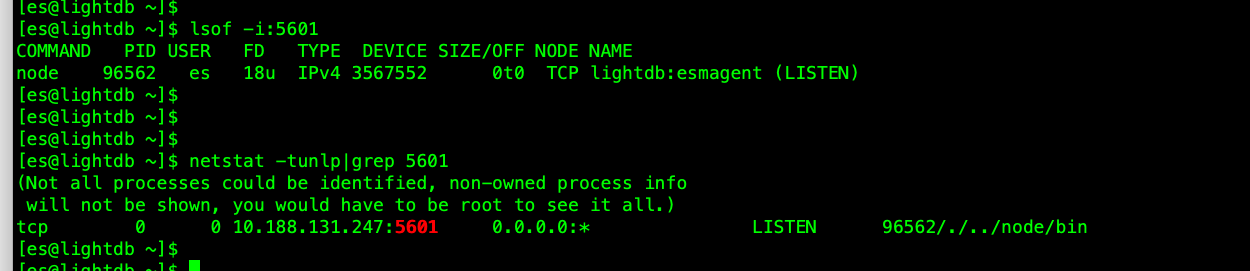 [es@lightdb ~]$
[es@lightdb ~]$ lsof -i:5601
COMMAND   PID USER   FD   TYPE  DEVICE SIZE/OFF NODE NAME
node    96562   es   18u  IPv4 3567552      0t0  TCP lightdb:esmagent (LISTEN)
[es@lightdb ~]$
[es@lightdb ~]$
[es@lightdb ~]$
[es@lightdb ~]$ netstat -tunlp|grep 5601
(Not all processes could be identified, non-owned process info
 will not be shown, you would have to be root to see it all.)
tcp        0      0 10.188.131.247:5601     0.0.0.0:*               LISTEN      96562/./../node/bin
[es@lightdb ~]$
[es@lightdb ~]$